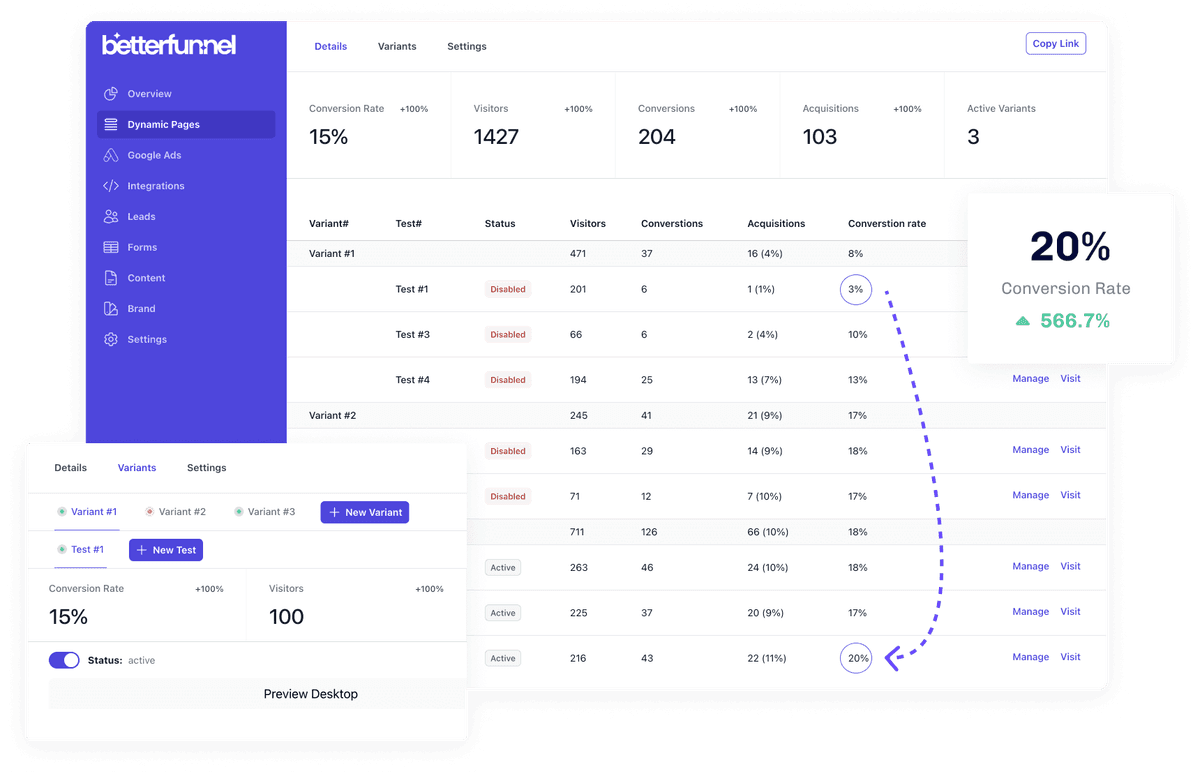 betterfunnel
Details Variants Settings
Copy Link
Overview
Dynamic Pages
Google Ads
Integrations
Leads
Forms
Content
Brand
Settings
Conversion Rate +100%
15%
Visitors +100%
1427
Conversions +100%
204
Acquisitions +100%
103
Active Variants
3
Variant# Test# Status Visitors Converstions Acquisitions Converstion rate
Variant #1 471 37 16 (4%) 8%
Test #1 Disabled 201 6 1 (1%) 3%
Test #3 Disabled 66 6 2 (4%) 10%
Test #4 Disabled 194 25 13 (7%) 13% Manage Visit
Variant #2 245 41 21 (9%) 17%
Disabled 163 29 14 (9%) 18% Manage Visit
Disabled 71 12 7 (10%) 17% Manage Visit
711 126 66 (10%) 18%
Active 263 46 24 (10%) 18% Manage Visit
Active 225 37 20 (9%) 17% Manage Visit
Active 216 43 22 (11%) 20% Manage Visit
20%
Conversion Rate
566.7%
Details Variants Settings
Variant #1 Variant #2 Variant #3 + New Variant
Test #1 + New Test
Conversion Rate +100%
15%
Visitors +100%
100
Status: active
Preview Desktop